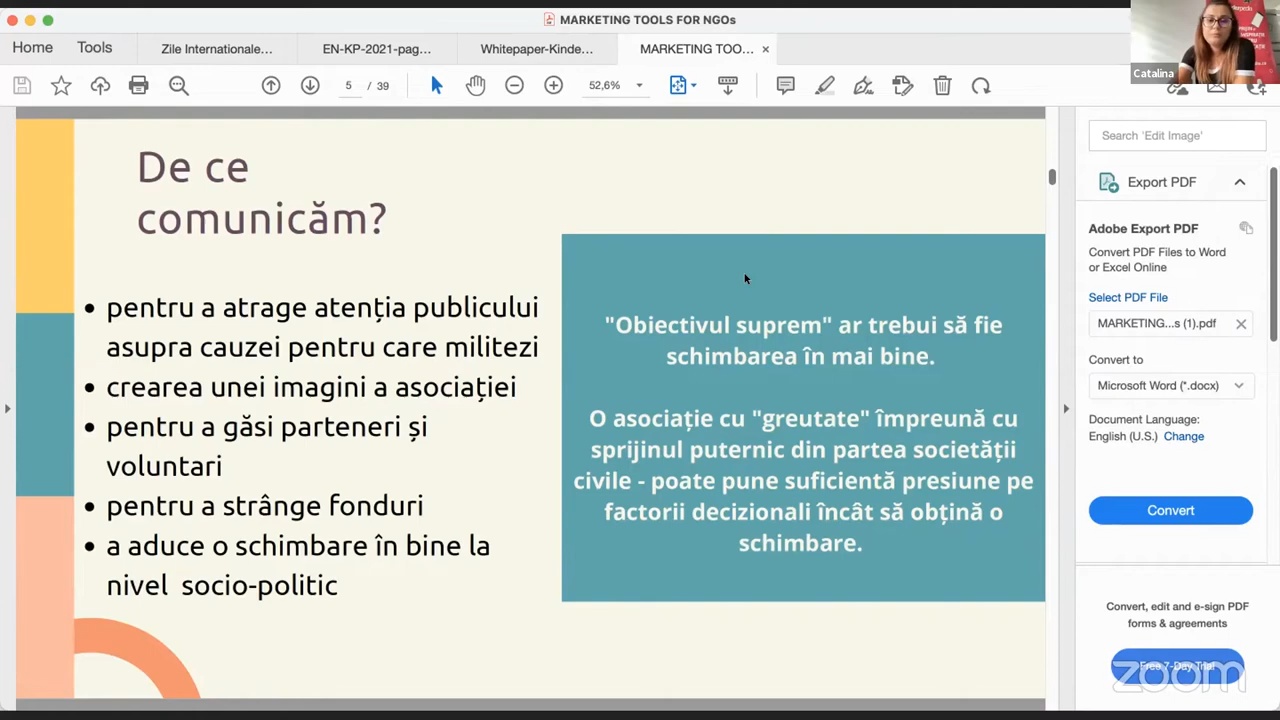 MARKETING TOOLS FOR NGOs
Home
Tools
Zile Internationale...
EN-KP-2021-pag...
Whitepaper-Kinde...
MARKETING TOO... ×
Catalina
5 / 39
52,6%
De ce
comunicăm?
• pentru a atrage atenția publicului
asupra cauzei pentru care militezi
• crearea unei imagini a asociației
• pentru a găsi parteneri și
voluntari
• pentru a strânge fonduri
• a aduce o schimbare în bine la
nivel socio-politic
"Obiectivul suprem" ar trebui să fie
schimbarea în mai bine.
O asociație cu "greutate" împreună cu
sprijinul puternic din partea societății
civile - poate pune suficientă presiune pe
factorii decizionali încât să obțină o
schimbare.
Search 'Edit Image'
Export PDF
Adobe Export PDF
Convert PDF Files to Word
or Excel Online
Select PDF File
MARKETING...s (1).pdf
Convert to
Microsoft Word (*.docx)
Document Language:
English (U.S.) Change
Convert
Convert, edit and e-sign PDF
forms & agreements
Free 7-Day Trial
zoom